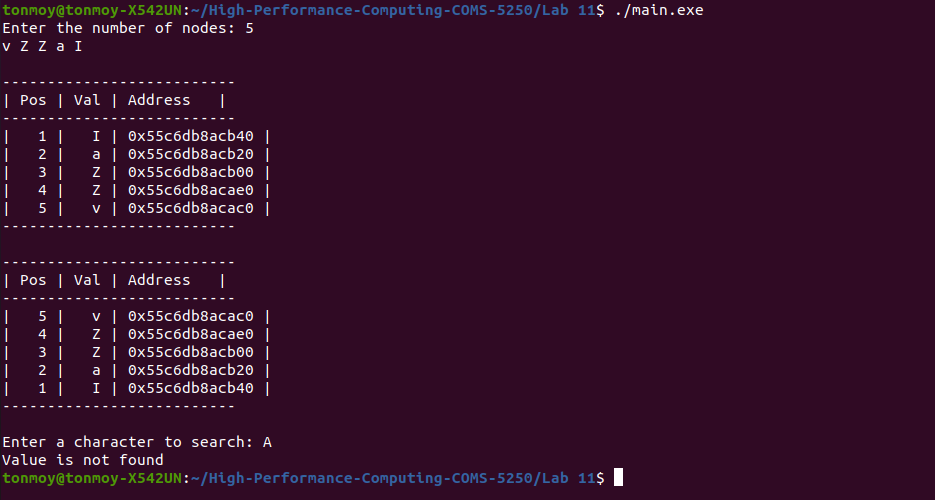 tonmoy@tonmoy-X542UN:~/High-Performance-Computing-COMS-5250/Lab 11$ ./main.exe
Enter the number of nodes: 5
v Z Z a I
--------------------------
| Pos | Val | Address   |
--------------------------
|   1 |   I | 0x55c6db8acb40 |
|   2 |   a | 0x55c6db8acb20 |
|   3 |   Z | 0x55c6db8acb00 |
|   4 |   Z | 0x55c6db8acae0 |
|   5 |   v | 0x55c6db8acac0 |
--------------------------
--------------------------
| Pos | Val | Address   |
--------------------------
|   5 |   v | 0x55c6db8acac0 |
|   4 |   Z | 0x55c6db8acae0 |
|   3 |   Z | 0x55c6db8acb00 |
|   2 |   a | 0x55c6db8acb20 |
|   1 |   I | 0x55c6db8acb40 |
--------------------------
Enter a character to search: A
Value is not found
tonmoy@tonmoy-X542UN:~/High-Performance-Computing-COMS-5250/Lab 11$